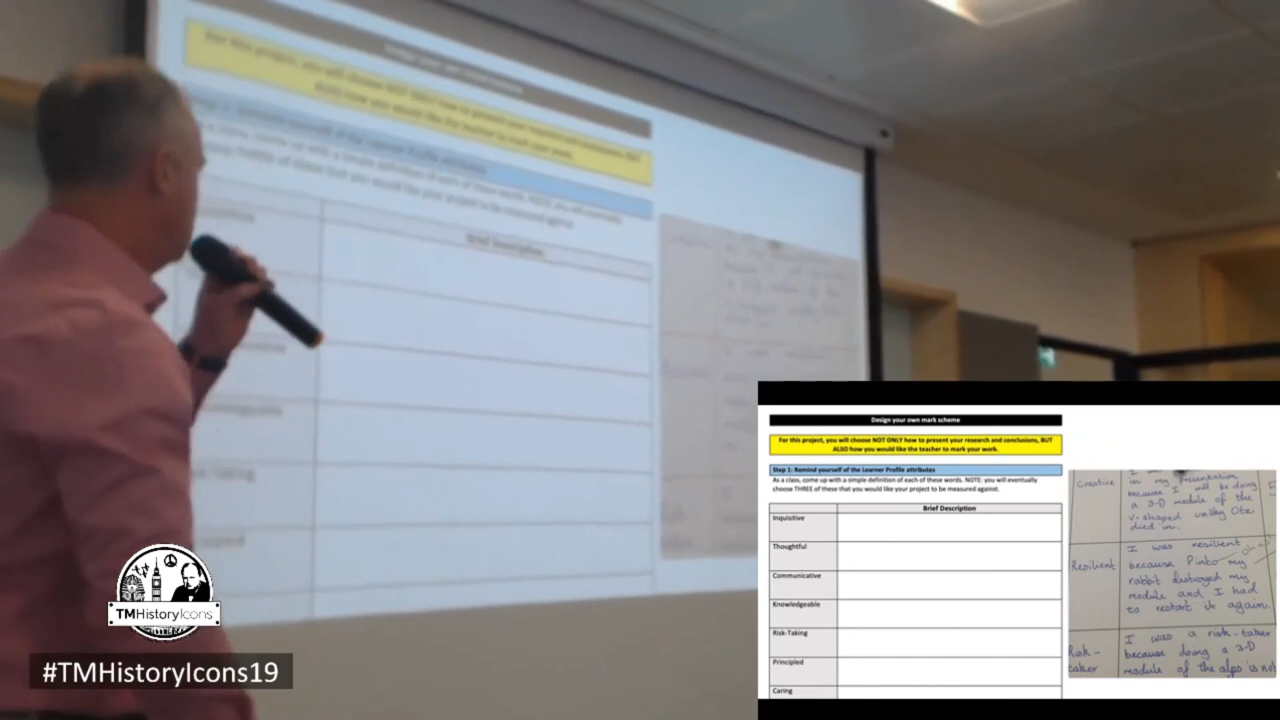 Design your own mark scheme
For this project, you will choose NOT ONLY how to present your research and conclusions, BUT
ALSO how you would like the teacher to mark your work.
Step 1: Remind yourself of the Learner Profile attributes
As a class, come up with a simple definition of each of these words. NOTE: you will eventually
choose THREE of these that you would like your project to be measured against.
Brief Description
Inquisitive
Thoughtful
Communicative
Knowledgeable
Risk-Taking
Principled
Caring
Creative
in my presentation
because I will be doing
a 3-D module of the
v-shaped valley Otzi
died in.
Resilient
I was resilient
because Pinto my
rabbit distroyed my
module and I had
to restart it again.
Risk-
taker
I was a risk-taker
because doing a 3-D
module of the alps is not
Brief Description
TMHistoryIcons
#TMHistoryIcons19